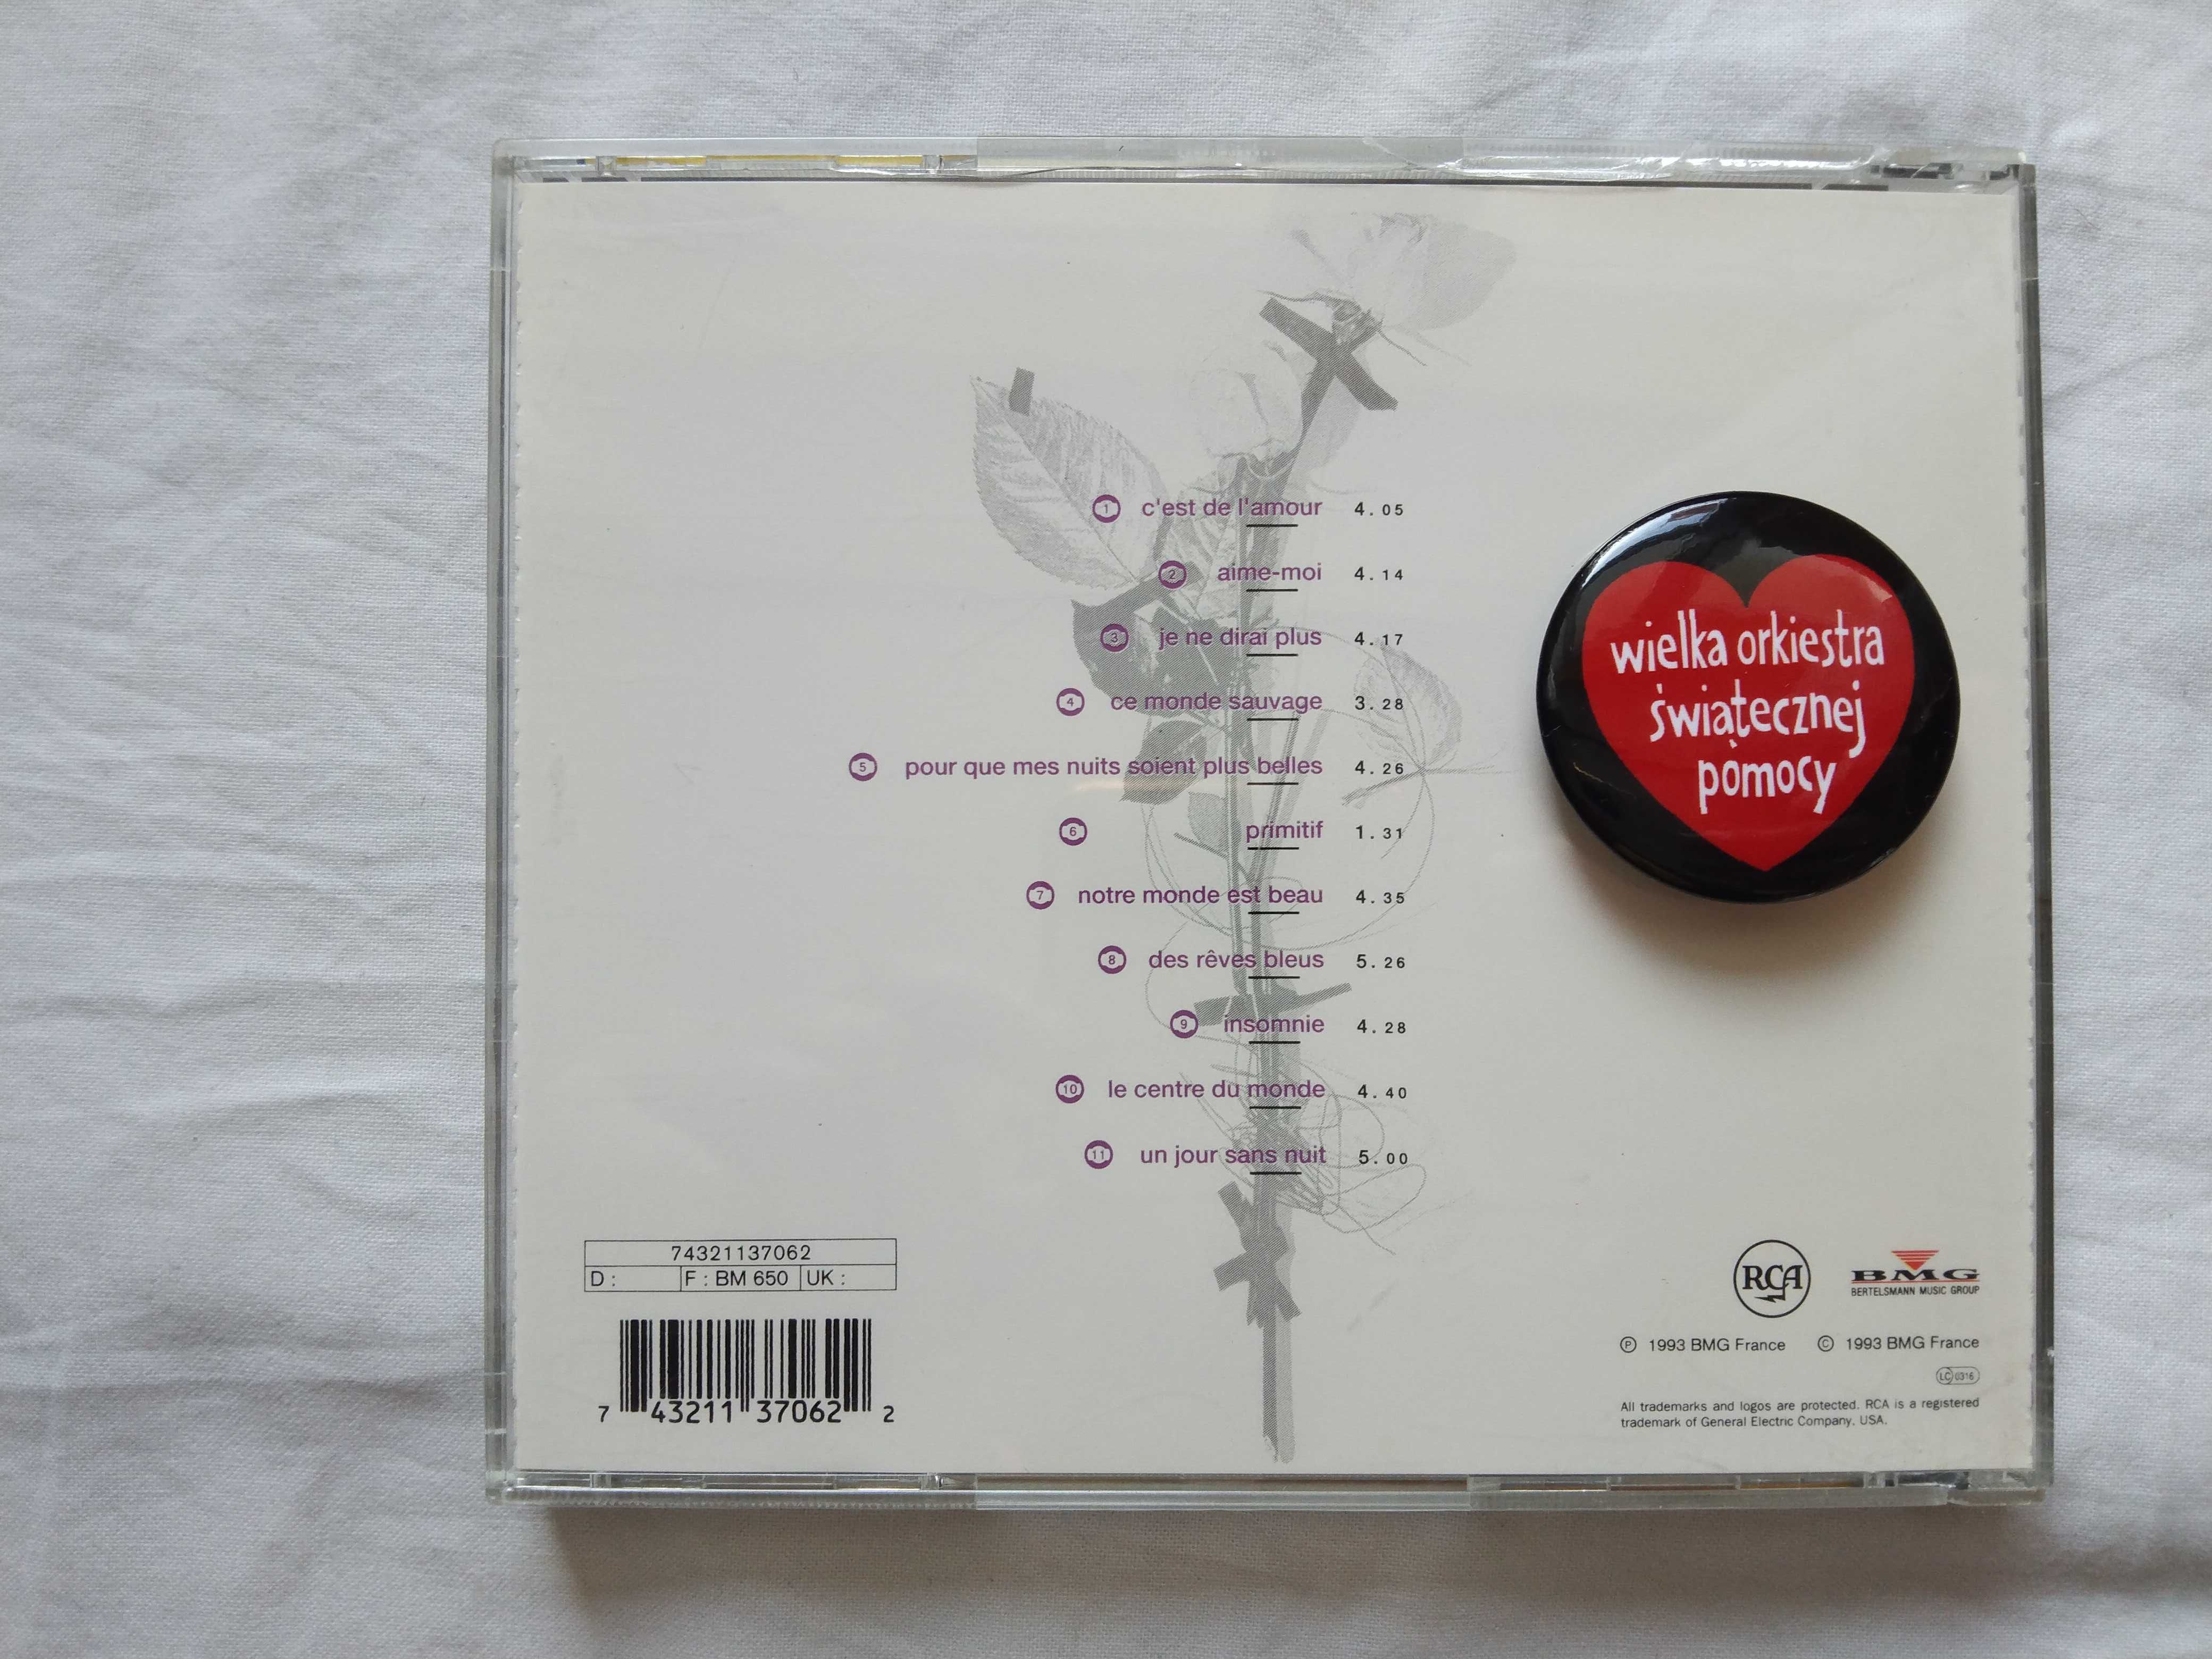 1 c'est de l'amour 4.05
2 aime-moi 4.14
3 je ne dirai plus 4.17
4 ce monde sauvage 3.28
5 pour que mes nuits soient plus belles 4.26
6 primitif 1.31
7 notre monde est beau 4.35
8 des rêves bleus 5.26
9 insomnie 4.28
10 le centre du monde 4.40
11 un jour sans nuit 5.00
wielka orkiestra
świątecznej
pomocy
74321137062
D : F : BM 650 UK :
7 43211 37062 2
RCA
BMG
BERTELSMANN MUSIC GROUP
℗ 1993 BMG France © 1993 BMG France
LC 0316
All trademarks and logos are protected. RCA is a registered
trademark of General Electric Company, USA.